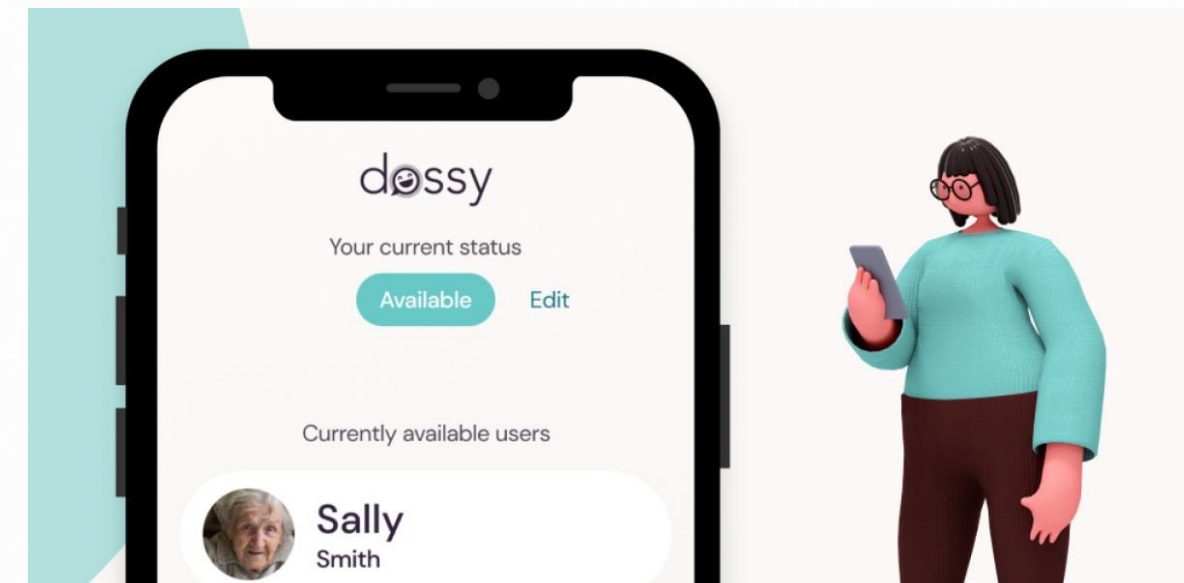 dossy
Your current status
Available Edit
Currently available users
Sally
Smith